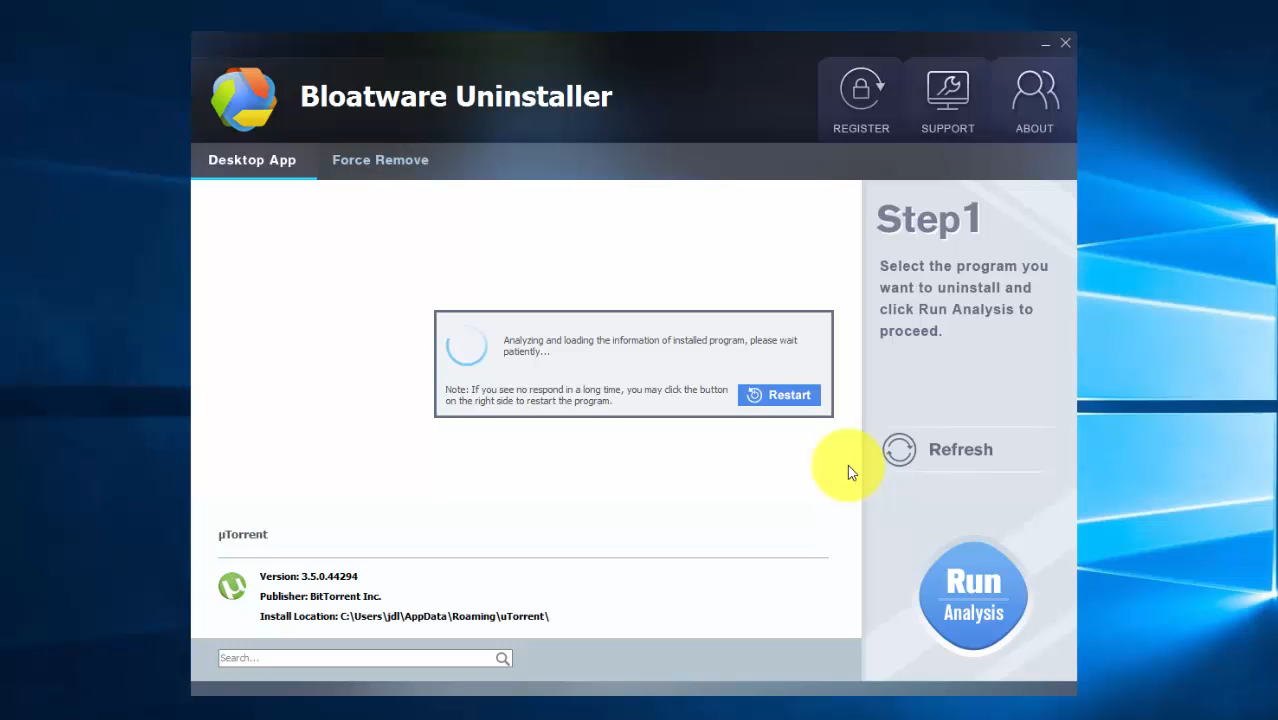 Bloatware Uninstaller
REGISTER
SUPPORT
ABOUT
Desktop App
Force Remove
Step1
Select the program you
want to uninstall and
click Run Analysis to
proceed.
Analyzing and loading the information of installed program, please wait
patiently...
Note: If you see no respond in a long time, you may click the button
on the right side to restart the program.
Restart
Refresh
µTorrent
Version: 3.5.0.44294
Publisher: BitTorrent Inc.
Install Location: C:\Users\jdl\AppData\Roaming\uTorrent\
Run
Analysis
Search...